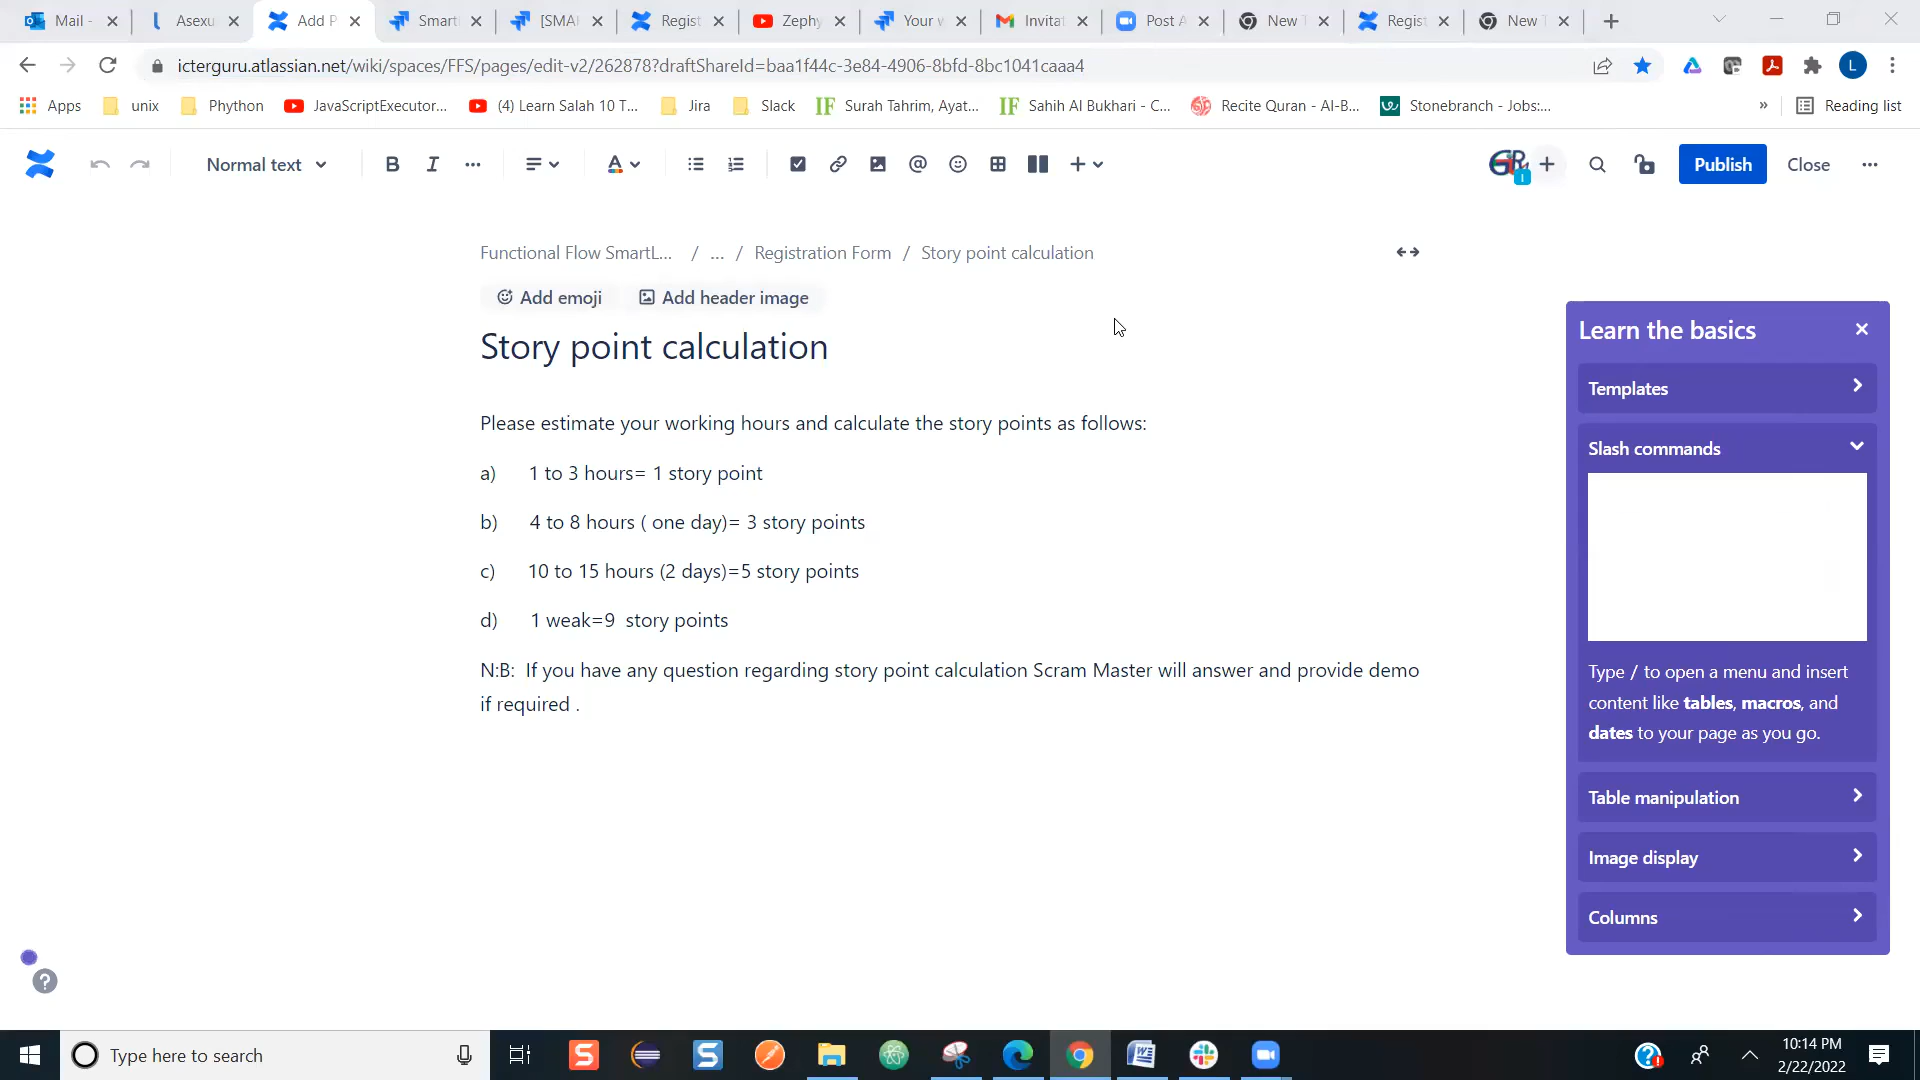 Mail -
Asexu
Add P
Smart
[SMAI
Regist
Zephy
Your w
Invitat
Post A
New T
Regist
New T
icterguru.atlassian.net/wiki/spaces/FFS/pages/edit-v2/262878?draftShareId=baa1f44c-3e84-4906-8bfd-8bc1041caaa4
L
Apps
unix
Phython
JavaScriptExecutor...
(4) Learn Salah 10 T...
Jira
Slack
IF Surah Tahrim, Ayat...
IF Sahih Al Bukhari - C...
Recite Quran - Al-B...
Stonebranch - Jobs:...
»
Reading list
Normal text
B
I
A
Publish
Close
Functional Flow SmartL... / ... / Registration Form / Story point calculation
Add emoji
Add header image
Story point calculation
Please estimate your working hours and calculate the story points as follows:
a) 1 to 3 hours= 1 story point
b) 4 to 8 hours ( one day)= 3 story points
c) 10 to 15 hours (2 days)=5 story points
d) 1 weak=9  story points
N:B:  If you have any question regarding story point calculation Scram Master will answer and provide demo
if required .
Learn the basics
Templates
Slash commands
Type / to open a menu and insert
content like tables, macros, and
dates to your page as you go.
Table manipulation
Image display
Columns
?
Type here to search
10:14 PM
2/22/2022